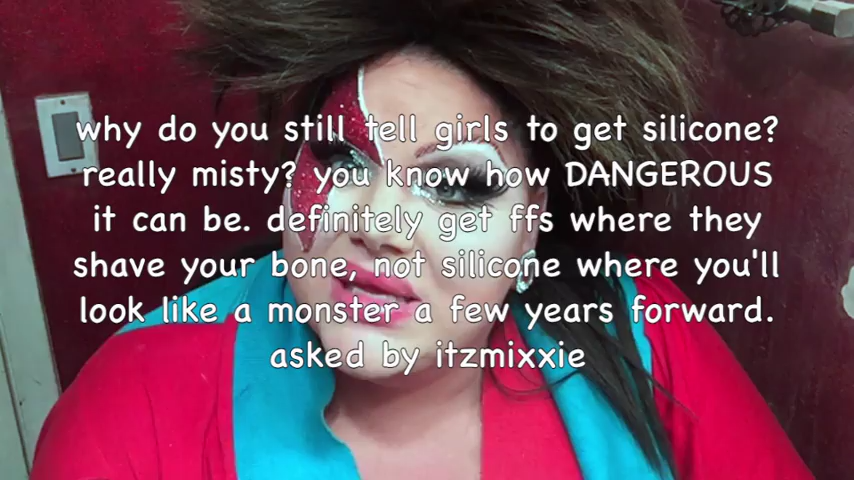 why do you still tell girls to get silicone?
really misty? you know how DANGEROUS
it can be. definitely get ffs where they
shave your bone, not silicone where you'll
look like a monster a few years forward.
asked by itzmixxie